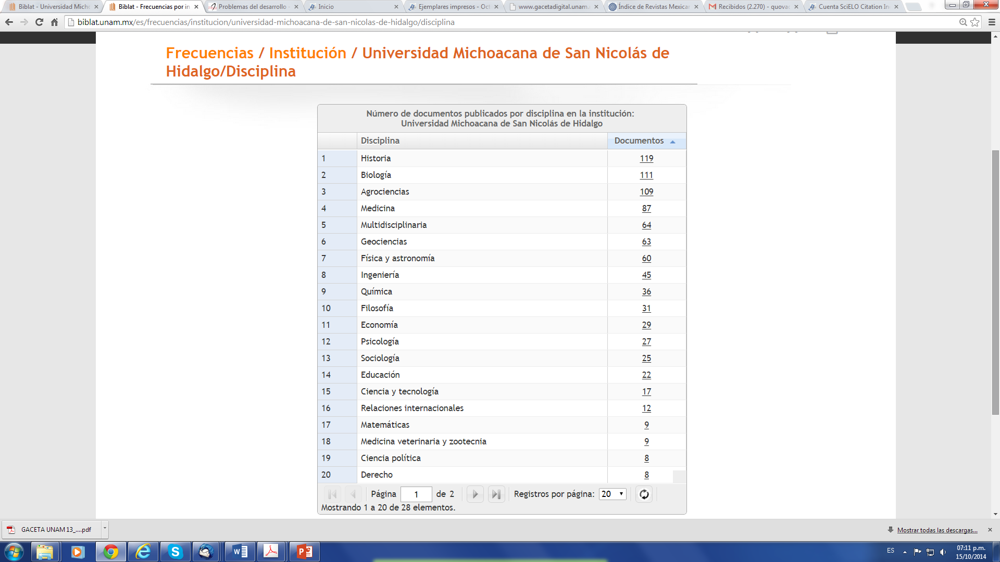 Biblat - Universidad Mich
Biblat - Frecuencias por in
Problemas del desarrollo -
Inicio
Ejemplares impresos - Oct
www.gacetadigital.unam.
Índice de Revistas Mexicar
Recibidos (2.270) - quovac
Cuenta SciELO Citation In
biblat.unam.mx/es/frecuencias/institucion/universidad-michoacana-de-san-nicolas-de-hidalgo/disciplina
Frecuencias / Institución / Universidad Michoacana de San Nicolás de
Hidalgo/Disciplina
Número de documentos publicados por disciplina en la institución:
Universidad Michoacana de San Nicolás de Hidalgo
Disciplina Documentos
1 Historia 119
2 Biología 111
3 Agrociencias 109
4 Medicina 87
5 Multidisciplinaria 64
6 Geociencias 63
7 Física y astronomía 60
8 Ingeniería 45
9 Química 36
10 Filosofía 31
11 Economía 29
12 Psicología 27
13 Sociología 25
14 Educación 22
15 Ciencia y tecnología 17
16 Relaciones internacionales 12
17 Matemáticas 9
18 Medicina veterinaria y zootecnia 9
19 Ciencia política 8
20 Derecho 8
Página 1 de 2 Registros por página: 20
Mostrando 1 a 20 de 28 elementos.
GACETA UNAM 13_....pdf
Mostrar todas las descargas...
ES
07:11 p.m.
15/10/2014